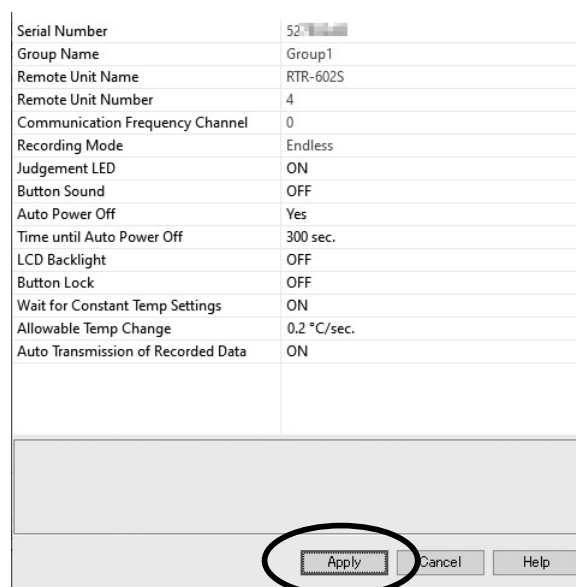 Serial Number 52
Group Name Group1
Remote Unit Name RTR-602S
Remote Unit Number 4
Communication Frequency Channel 0
Recording Mode Endless
Judgement LED ON
Button Sound OFF
Auto Power Off Yes
Time until Auto Power Off 300 sec.
LCD Backlight OFF
Button Lock OFF
Wait for Constant Temp Settings ON
Allowable Temp Change 0.2 °C/sec.
Auto Transmission of Recorded Data ON
Apply Cancel Help